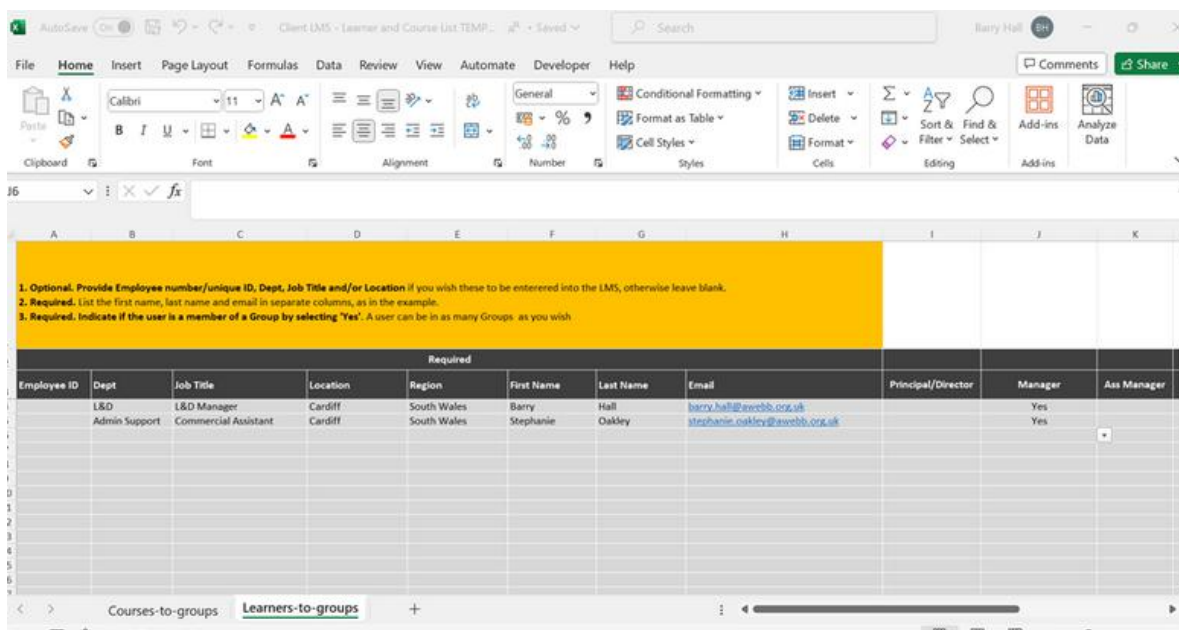 AutoSave On Client LMS - Learner and Course List TEMP... • Saved Search Barry Hall BH
File Home Insert Page Layout Formulas Data Review View Automate Developer Help Comments Share
Paste Calibri 11 A A General Conditional Formatting Insert Σ Sort & Filter Find & Select Add-ins Analyze Data
B I U A % 9 Format as Table Delete
Cell Styles Format
Clipboard Font Alignment Number Styles Cells Editing Add-ins
J6 fx
A B C D E F G H I J K
1. Optional. Provide Employee number/unique ID, Dept, Job Title and/or Location if you wish these to be enterered into the LMS, otherwise leave blank.
2. Required. List the first name, last name and email in separate columns, as in the example.
3. Required. Indicate if the user is a member of a Group by selecting 'Yes'. A user can be in as many Groups as you wish
Required
Employee ID Dept Job Title Location Region First Name Last Name Email Principal/Director Manager Ass Manager
L&D L&D Manager Cardiff South Wales Barry Hall barry.hall@awebb.org.uk Yes
Admin Support Commercial Assistant Cardiff South Wales Stephanie Oakley stephanie.oakley@awebb.org.uk Yes
Courses-to-groups Learners-to-groups +